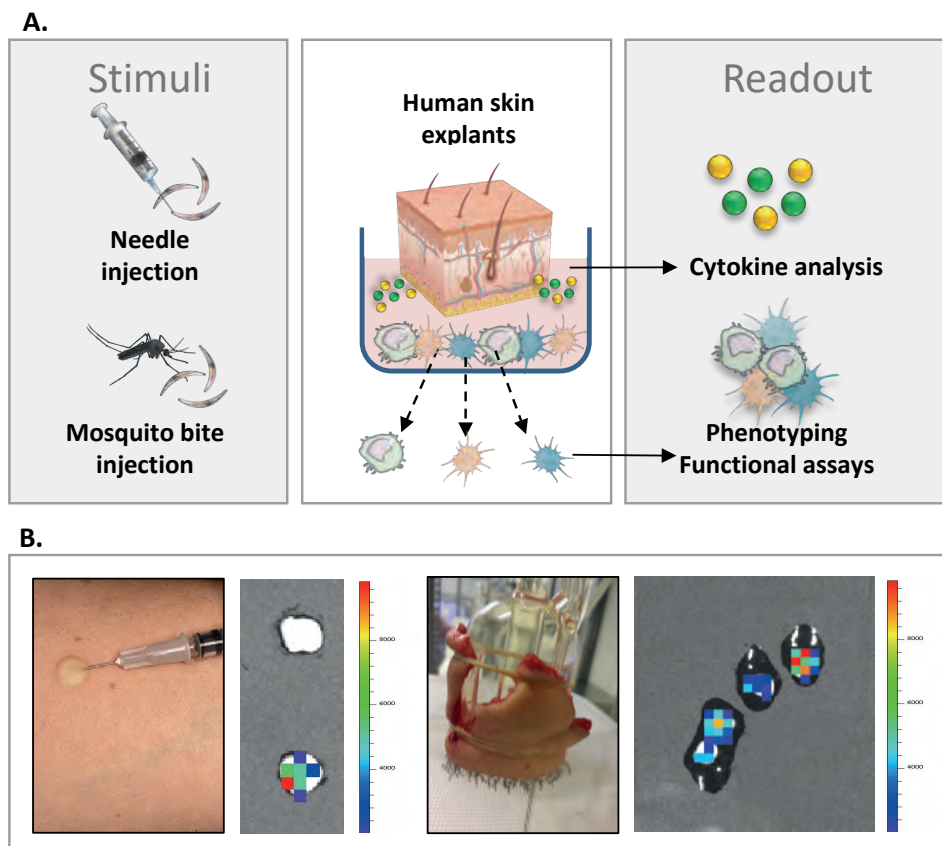 A.
Stimuli
Needle
injection
Mosquito bite
injection
Human skin
explants
Readout
Cytokine analysis
Phenotyping
Functional assays
B.
8000
6000
4000
8000
6000
4000